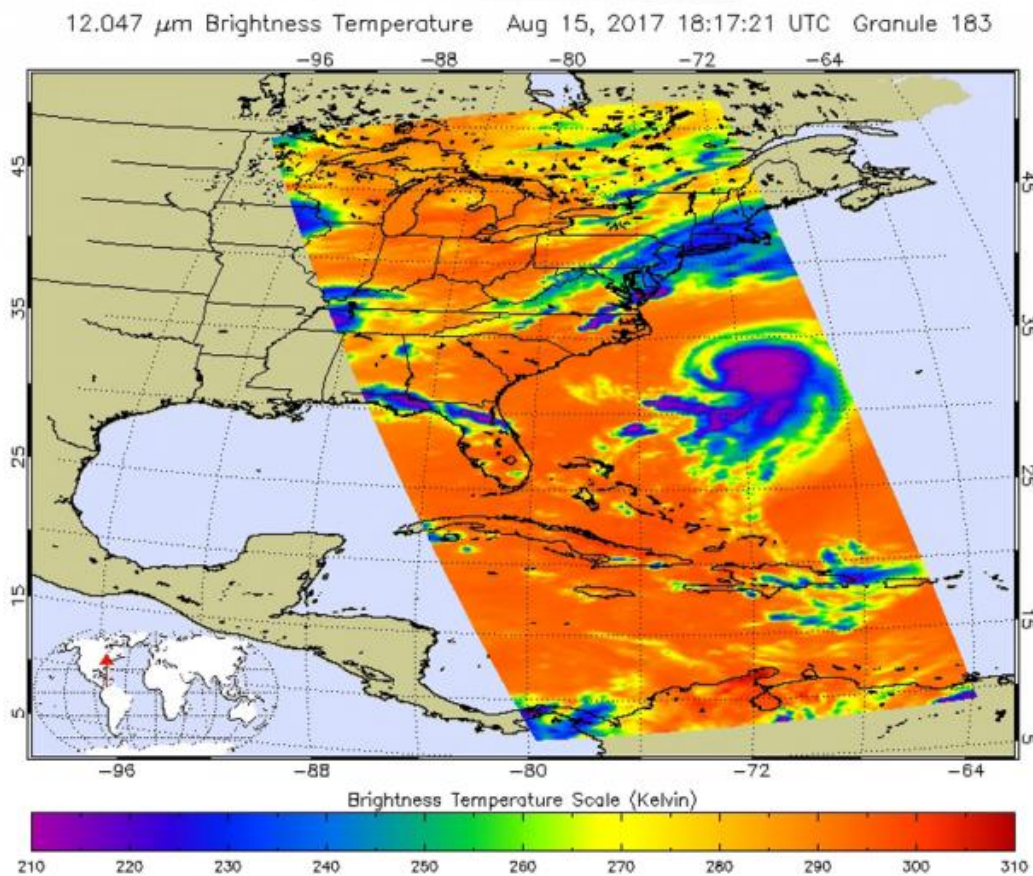 12.047 μm Brightness Temperature Aug 15, 2017 18:17:21 UTC Granule 183
-96 -88 -80 -72 -64
45 45
35 35
25 25
15 15
5 5
-96 -88 -80 -72 -64
Brightness Temperature Scale (Kelvin)
210 220 230 240 250 260 270 280 290 300 310